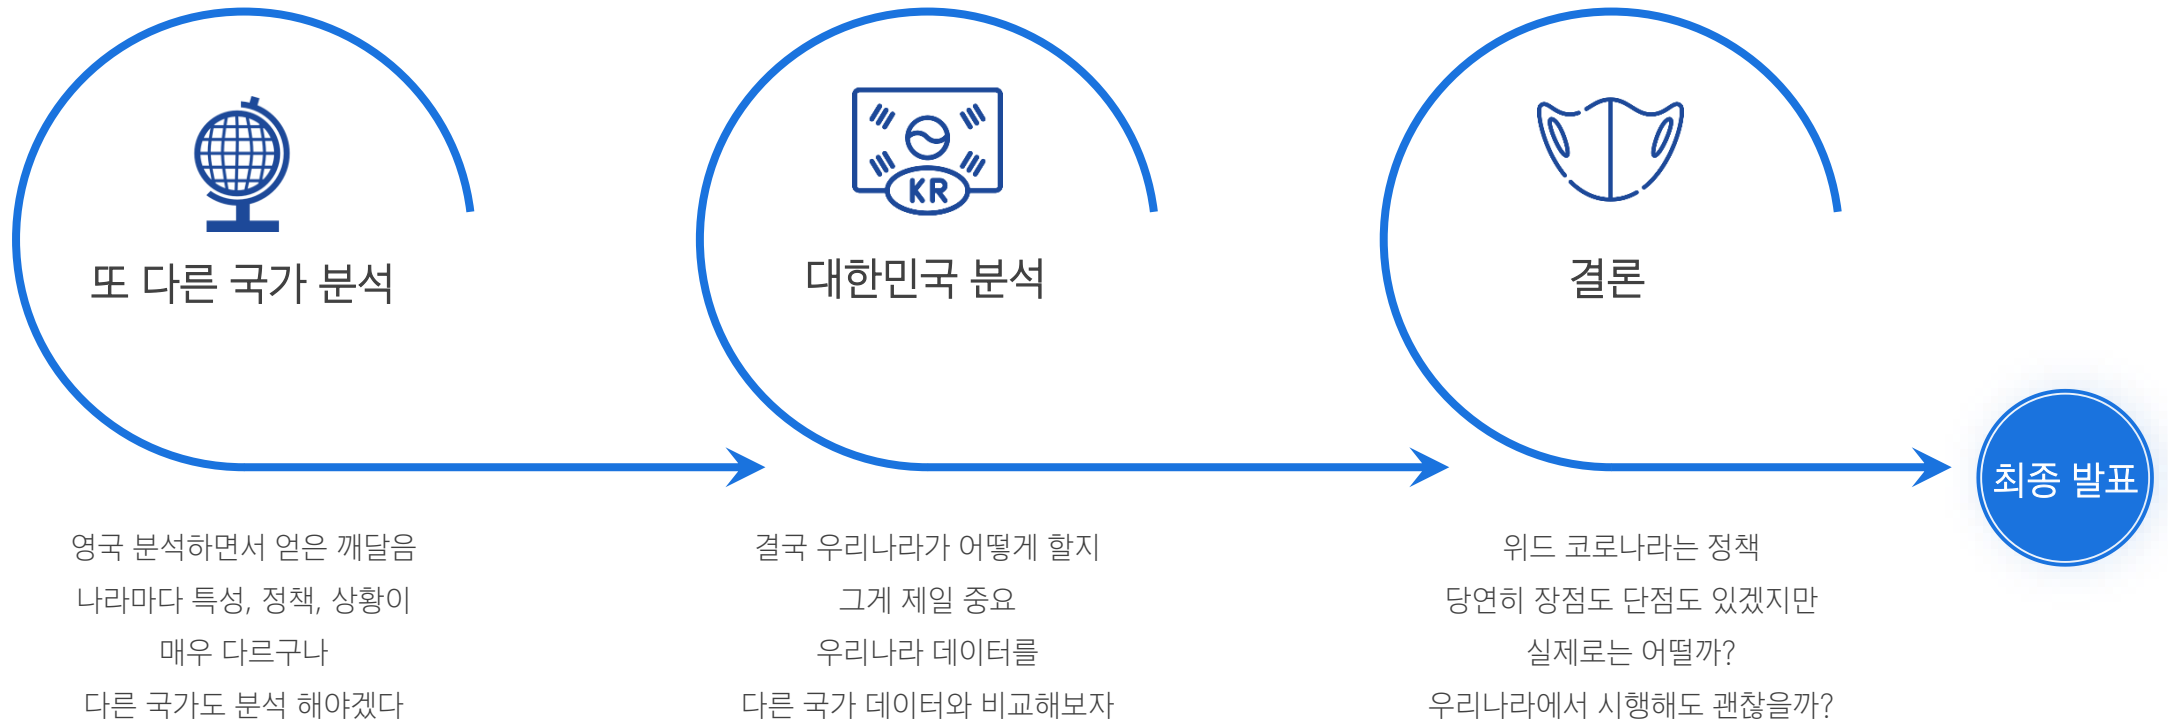 또 다른 국가 분석
영국 분석하면서 얻은 깨달음
나라마다 특성, 정책, 상황이
매우 다르구나
다른 국가도 분석 해야겠다
KR
대한민국 분석
결국 우리나라가 어떻게 할지
그게 제일 중요
우리나라 데이터를
다른 국가 데이터와 비교해보자
결론
위드 코로나라는 정책
당연히 장점도 단점도 있겠지만
실제로는 어떨까?
우리나라에서 시행해도 괜찮을까?
최종 발표